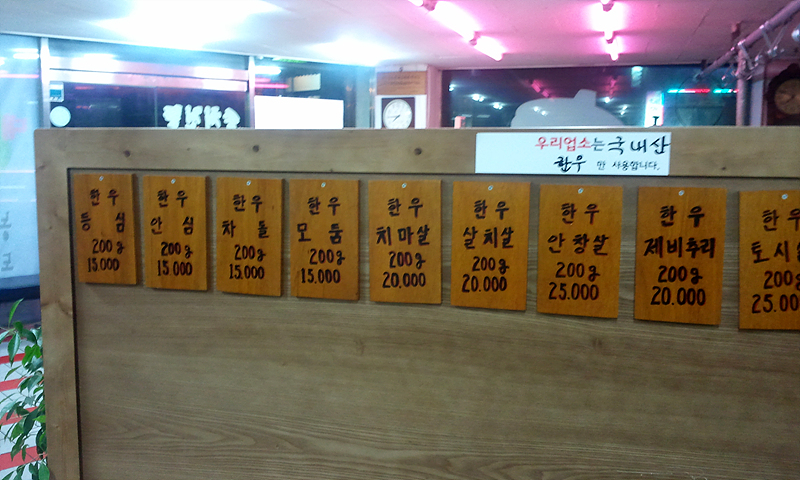 우리업소는 국내산
한우 만 사용합니다.
한우
등심
200g
15.000
한우
안심
200g
15.000
한우
차돌
200g
15.000
한우
모둠
200g
15.000
한우
치마살
200g
20.000
한우
살치살
200g
20.000
한우
안창살
200g
25.000
한우
제비추리
200g
20.000
한우
토시
200g
25.00